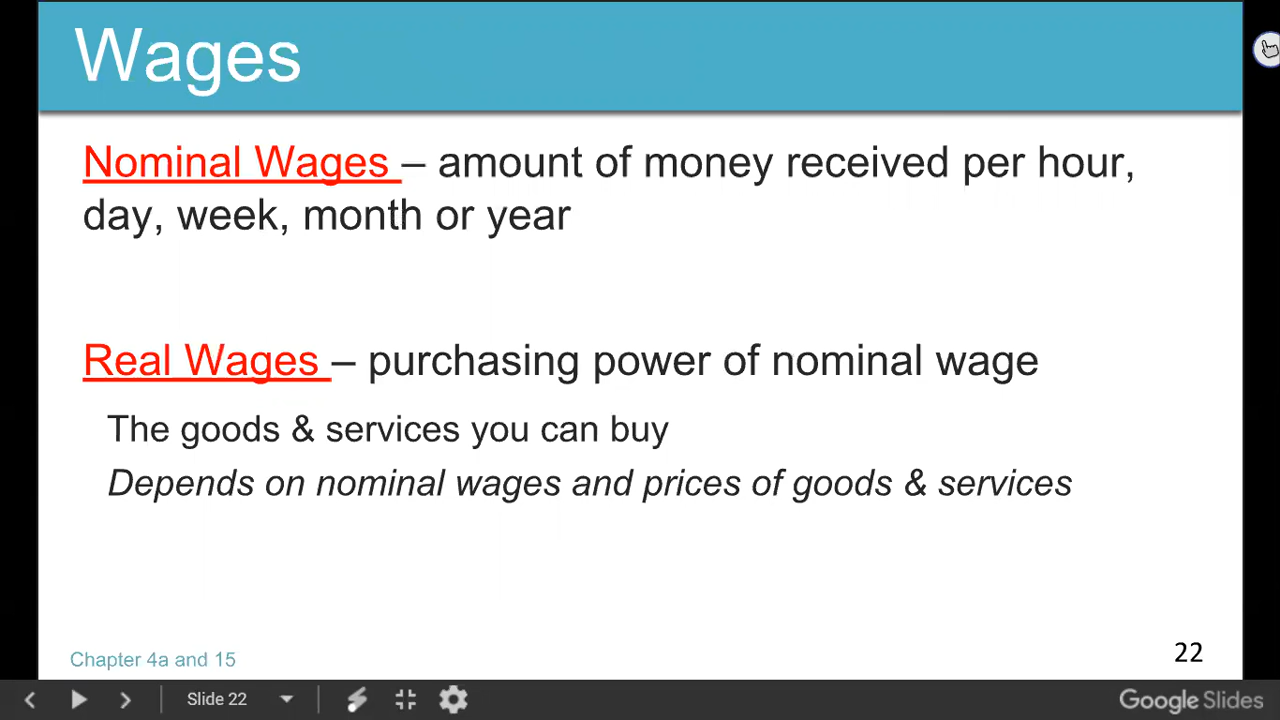 Wages
Nominal Wages – amount of money received per hour,
day, week, month or year
Real Wages – purchasing power of nominal wage
The goods & services you can buy
Depends on nominal wages and prices of goods & services
Chapter 4a and 15
22
Slide 22
Google Slides